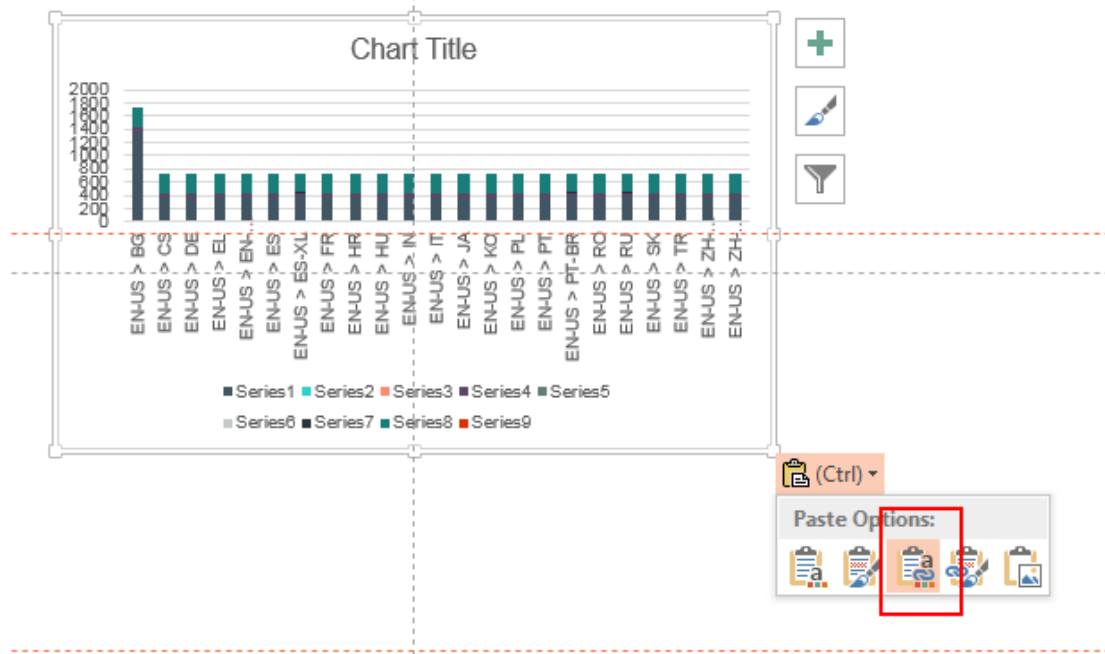 Chart Title
2000
1800
1600
1400
1200
1000
800
600
400
200
0
EN-US > BG
EN-US > CS
EN-US > DE
EN-US > EL
EN-US > EN-...
EN-US > ES
EN-US > ES-XL
EN-US > FR
EN-US > HR
EN-US > HU
EN-US > IN
EN-US > IT
EN-US > JA
EN-US > KO
EN-US > PL
EN-US > PT
EN-US > PT-BR
EN-US > RO
EN-US > RU
EN-US > SK
EN-US > TR
EN-US > ZH-...
EN-US > ZH-...
Series1 Series2 Series3 Series4 Series5
Series6 Series7 Series8 Series9
(Ctrl)
Paste Options:
a a